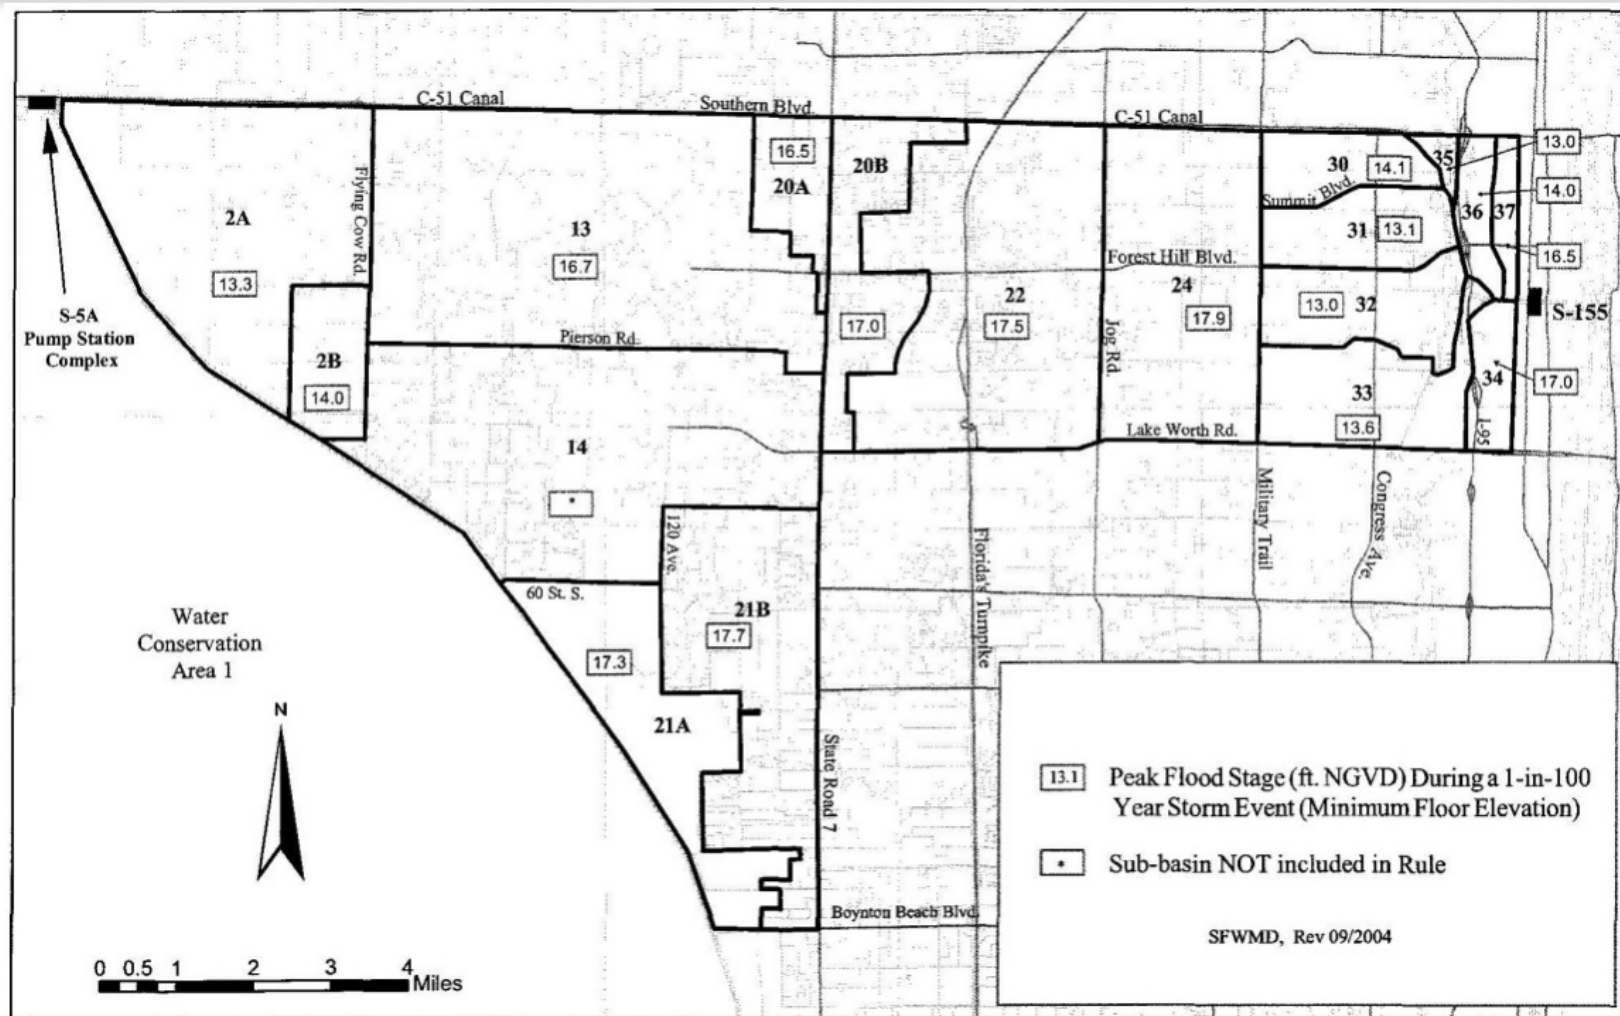 C-51 Canal
Southern Blvd.
C-51 Canal
13.0
16.5
20A
20B
30
14.1
35
14.0
Flying Cow Rd.
Summit Blvd.
36
37
2A
13
31
13.1
16.5
13.3
16.7
Forest Hill Blvd.
24
22
S-5A
Pump Station
Complex
17.0
17.5
17.9
13.0
32
S-155
Pierson Rd.
Jog Rd.
2B
14.0
34
17.0
33
13.6
Lake Worth Rd.
I-95
14
*
Military Trail
Congress Ave.
120 Ave.
Florida's Turnpike
60 St. S.
21B
17.7
Water
Conservation
Area 1
17.3
21A
N
State Road 7
Boynton Beach Blvd.
13.1 Peak Flood Stage (ft. NGVD) During a 1-in-100
Year Storm Event (Minimum Floor Elevation)
* Sub-basin NOT included in Rule
SFWMD, Rev 09/2004
0 0.5 1 2 3 4
Miles